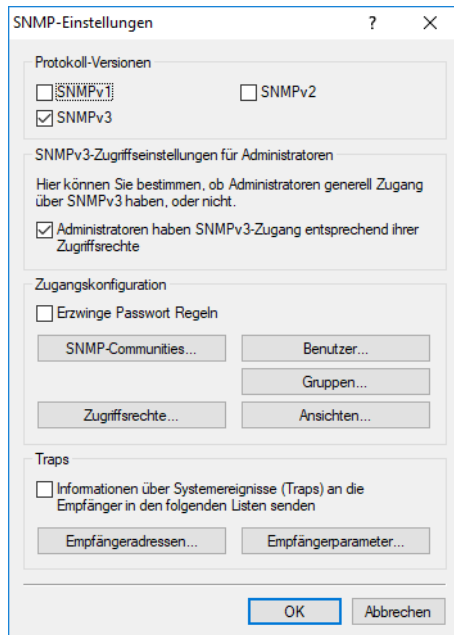 SNMP-Einstellungen
?
Protokoll-Versionen
SNMPv1
SNMPv2
SNMPv3
SNMPv3-Zugriffseinstellungen für Administratoren
Hier können Sie bestimmen, ob Administratoren generell Zugang
über SNMPv3 haben, oder nicht.
Administratoren haben SNMPv3-Zugang entsprechend ihrer
Zugriffsrechte
Zugangskonfiguration
Erzwinge Passwort Regeln
SNMP-Communities...
Benutzer...
Gruppen...
Zugriffsrechte...
Ansichten...
Traps
Informationen über Systemereignisse (Traps) an die
Empfänger in den folgenden Listen senden
Empfängeradressen...
Empfängerparameter...
OK
Abbrechen